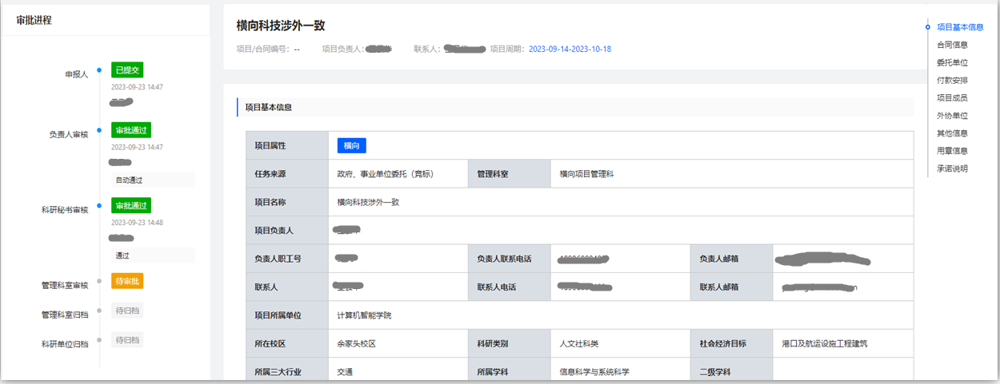 审批进程
申报人
已提交
2023-09-23 14:47
负责人审核
审批通过
2023-09-23 14:47
自动通过
科研秘书审核
审批通过
2023-09-23 14:48
通过
管理科室审核
待审批
管理科室归档
待归档
科研单位归档
待归档
横向科技涉外一致
项目/合同编号: -- 项目负责人: 联系人: 项目周期: 2023-09-14-2023-10-18
项目基本信息
项目属性 横向
任务来源 政府、事业单位委托（竞标） 管理科室 横向项目管理科
项目名称 横向科技涉外一致
项目负责人
负责人职工号 负责人联系电话 负责人邮箱
联系人 联系人电话 联系人邮箱
项目所属单位 计算机智能学院
所在校区 余家头校区 科研类别 人文社科类 社会经济目标 港口及航运设施工程建筑
所属三大行业 交通 所属学科 信息科学与系统科学 二级学科
项目基本信息
合同信息
委托单位
付款安排
项目成员
外协单位
其他信息
用章信息
承诺说明